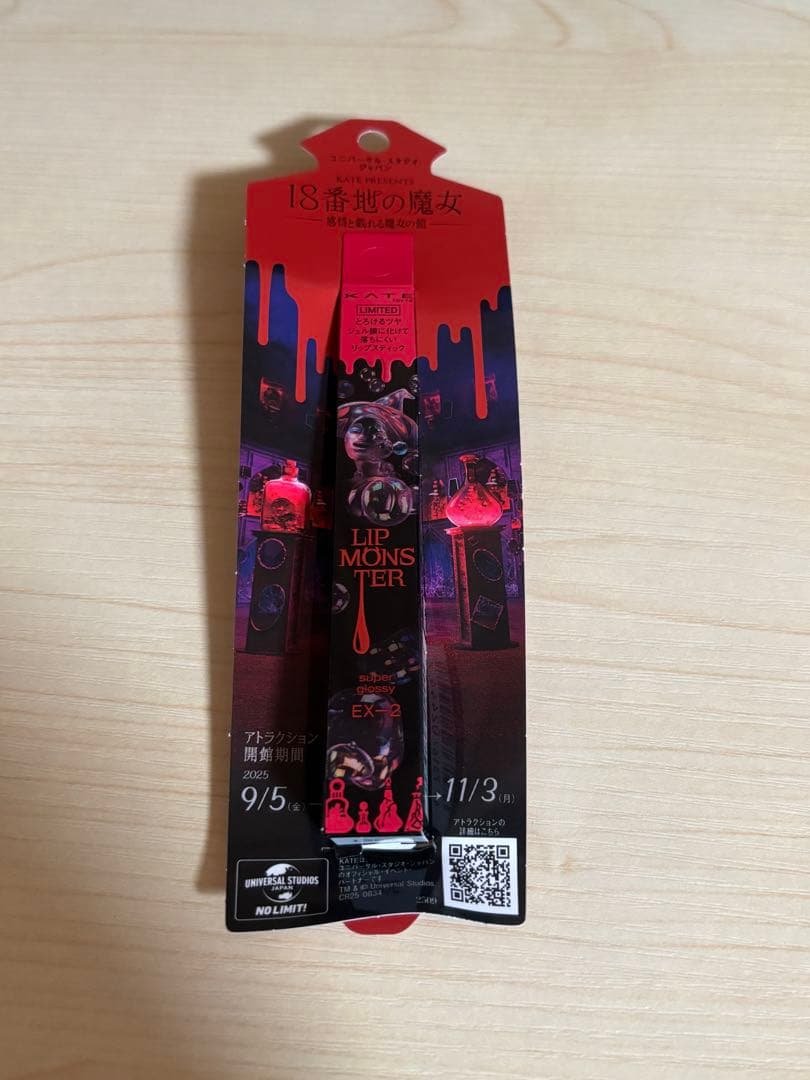 ユニバーサル・スタジオ
ジャパン
KATE PRESENTS
18番地の魔女
感情と戯れる魔女の館
KATE
TOKYO
LIMITED
とろけるツヤ
ジェル膜に化けて
落ちにくい
リップスティック
LIP
MONS
TER
super
glossy
EX-2
アトラクション
開館期間
2025
9/5(金)→11/3(月)
アトラクションの
詳細はこちら
UNIVERSAL STUDIOS
JAPAN
NO LIMIT!
KATEは、
ユニバーサル・スタジオ・ジャパン
のオフィシャル・イベント・
パートナーです
TM & © Universal Studios.
CR25-0834
2509